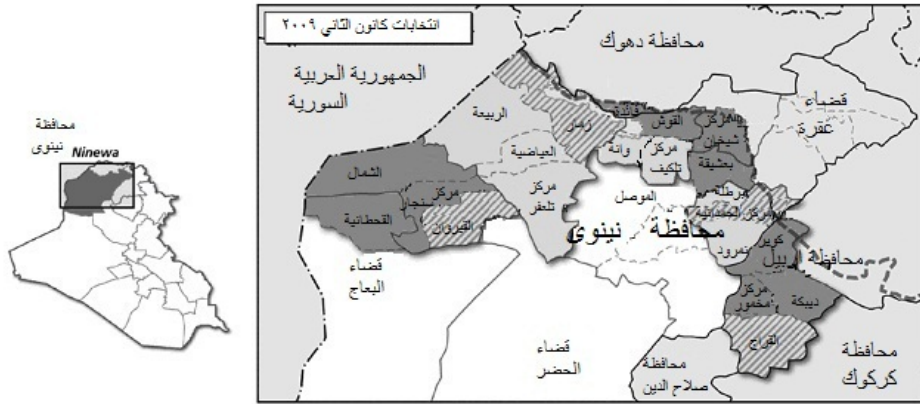 انتخابات كانون الثاني ٢٠٠٩
محافظة
نينوى
Ninewa
محافظة دهوك
الجمهورية العربية
السورية
قضاء
عقرة
الربيعة
زمار
فائدة
القوش
مركز
شيخان
بعشيقة
وانة
مركز
تلكيف
العياضية
الشمال
مركز
سنجار
القحطانية
القيروان
مركز
تلعفر
الموصل
برطلة
مركز الحمدانية
محافظة نينوى
نمرود
كوير
محافظة اربيل
قضاء
البعاج
مركز
مخمور
ديبكة
القراج
قضاء
الحضر
محافظة
صلاح الدين
محافظة
كركوك